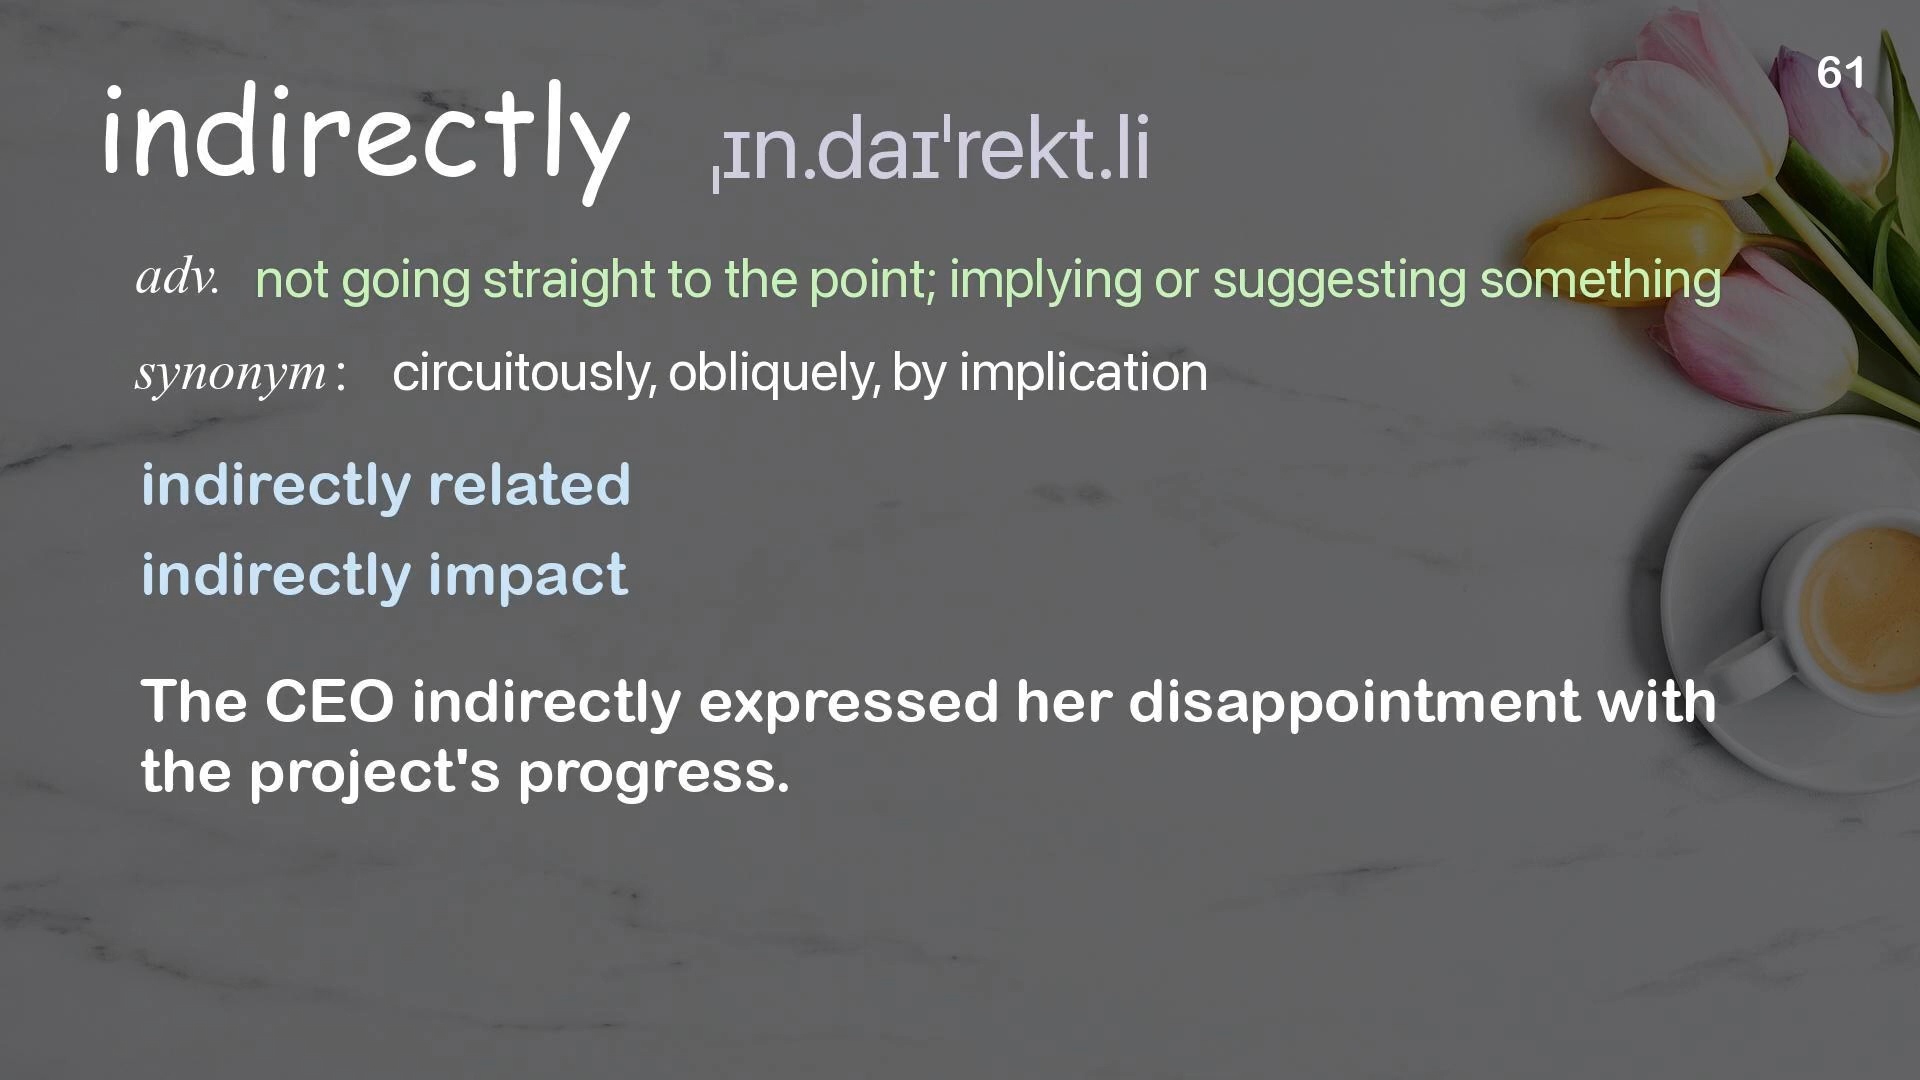 61
indirectly ˌɪn.daɪˈrekt.li
adv. not going straight to the point; implying or suggesting something
synonym : circuitously, obliquely, by implication
indirectly related
indirectly impact
The CEO indirectly expressed her disappointment with
the project's progress.